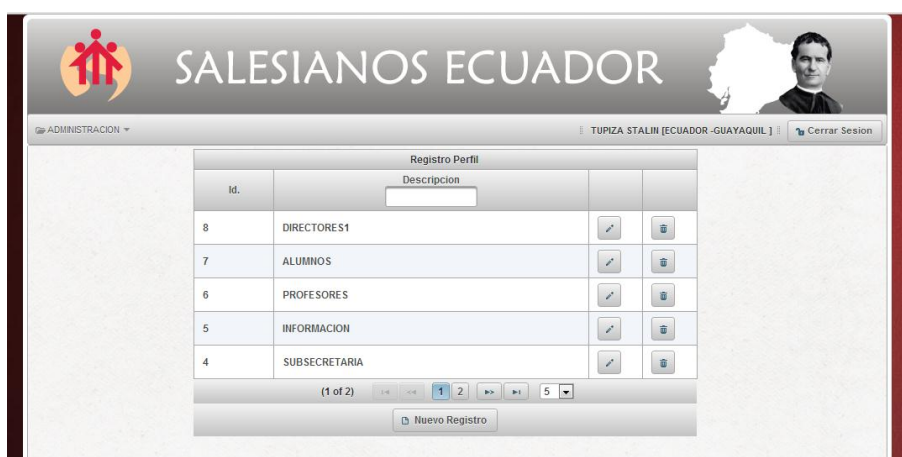 SALESIANOS ECUADOR
ADMINISTRACION
TUPIZA STALIN [ECUADOR -GUAYAQUIL ]
Cerrar Sesion
Registro Perfil
Id. Descripcion
8 DIRECTORES1
7 ALUMNOS
6 PROFESORES
5 INFORMACION
4 SUBSECRETARIA
(1 of 2) 1 2 5
Nuevo Registro